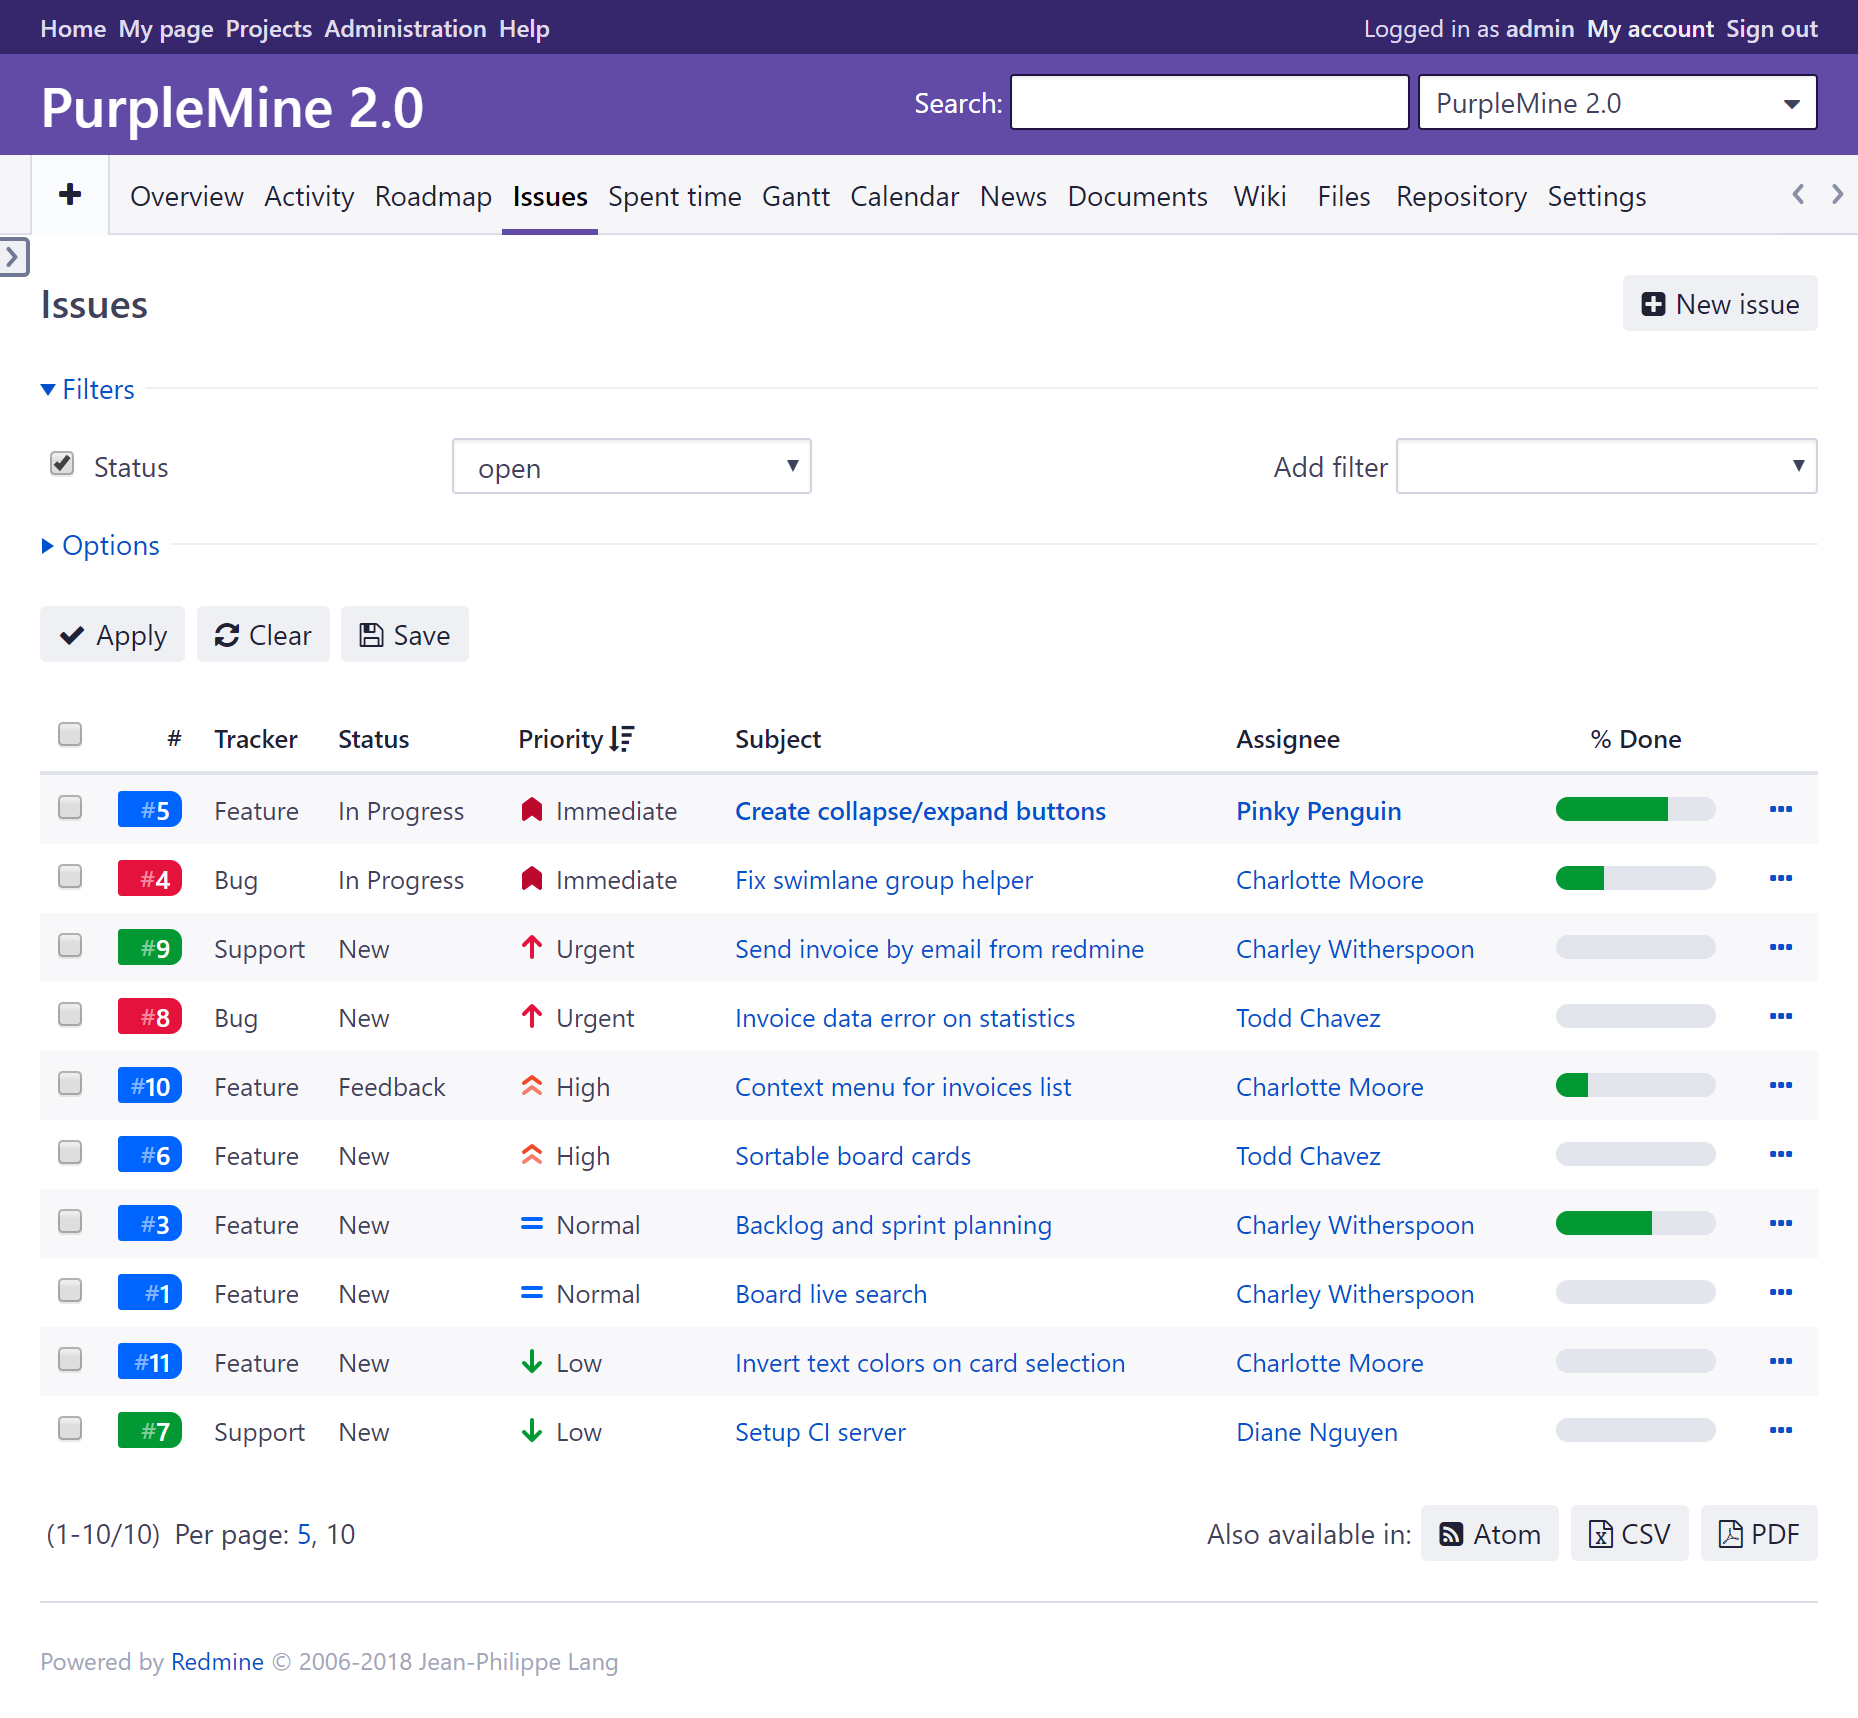 Home My page Projects Administration Help Logged in as admin My account Sign out
PurpleMine 2.0 Search: PurpleMine 2.0
Overview Activity Roadmap Issues Spent time Gantt Calendar News Documents Wiki Files Repository Settings
Issues New issue
Filters
Status open Add filter
Options
Apply Clear Save
# Tracker Status Priority Subject Assignee % Done
#5 Feature In Progress Immediate Create collapse/expand buttons Pinky Penguin
#4 Bug In Progress Immediate Fix swimlane group helper Charlotte Moore
#9 Support New Urgent Send invoice by email from redmine Charley Witherspoon
#8 Bug New Urgent Invoice data error on statistics Todd Chavez
#10 Feature Feedback High Context menu for invoices list Charlotte Moore
#6 Feature New High Sortable board cards Todd Chavez
#3 Feature New Normal Backlog and sprint planning Charley Witherspoon
#1 Feature New Normal Board live search Charley Witherspoon
#11 Feature New Low Invert text colors on card selection Charlotte Moore
#7 Support New Low Setup CI server Diane Nguyen
(1-10/10) Per page: 5, 10 Also available in: Atom CSV PDF
Powered by Redmine © 2006-2018 Jean-Philippe Lang